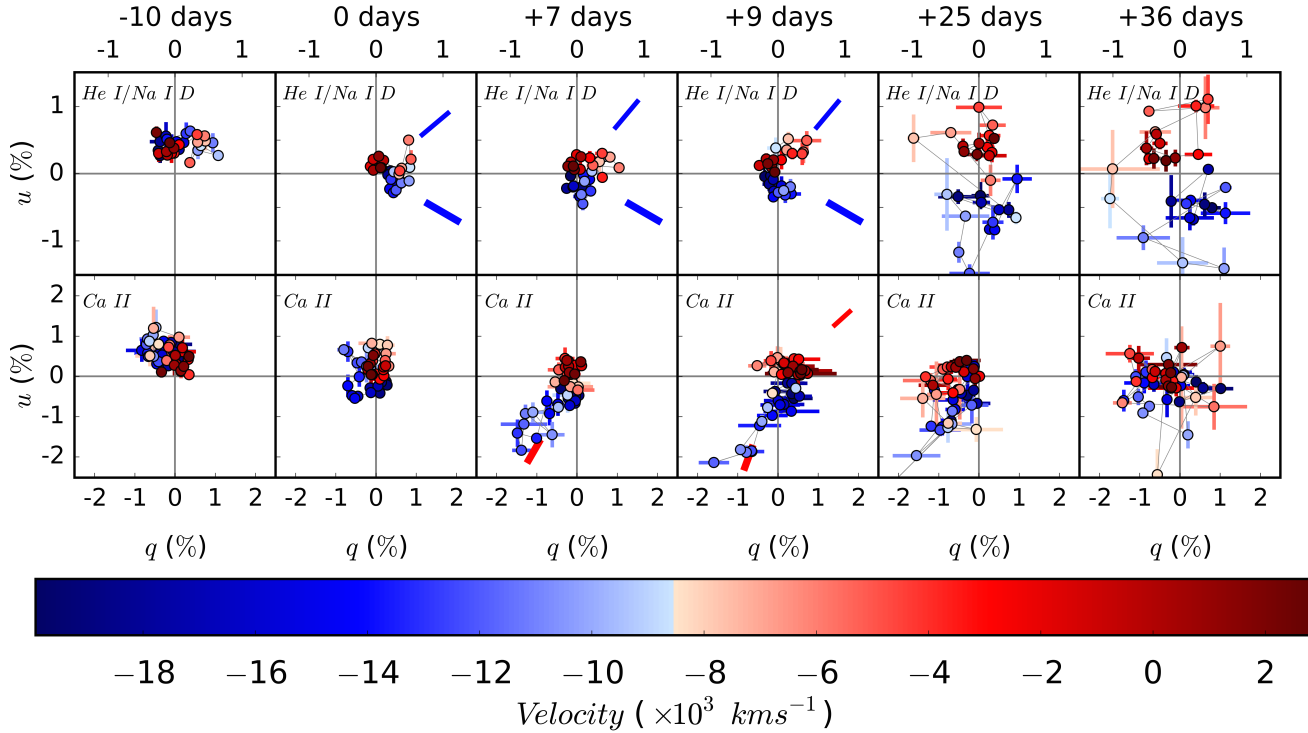 -10 days 0 days +7 days +9 days +25 days +36 days
-1 0 1 -1 0 1 -1 0 1 -1 0 1 -1 0 1 -1 0 1
He I/Na I D He I/Na I D He I/Na I D He I/Na I D He I/Na I D He I/Na I D
1
0
-1
u (%)
Ca II Ca II Ca II Ca II Ca II Ca II
2
1
0
-1
-2
u (%)
-2 -1 0 1 2 -2 -1 0 1 2 -2 -1 0 1 2 -2 -1 0 1 2 -2 -1 0 1 2 -2 -1 0 1 2
q (%) q (%) q (%) q (%) q (%) q (%)
−18 −16 −14 −12 −10 −8 −6 −4 −2 0 2
Velocity ( ×10³ kms⁻¹ )